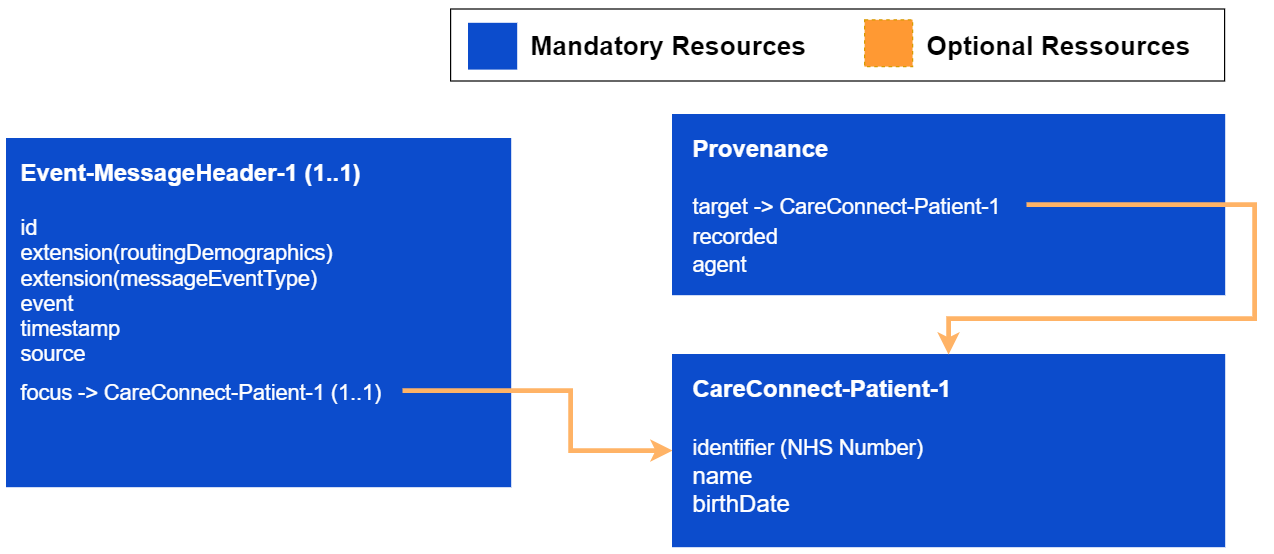 Mandatory Resources
Optional Ressources
Event-MessageHeader-1 (1..1)
id
extension(routingDemographics)
extension(messageEventType)
event
timestamp
source
focus -> CareConnect-Patient-1 (1..1)
Provenance
target -> CareConnect-Patient-1
recorded
agent
CareConnect-Patient-1
identifier (NHS Number)
name
birthDate